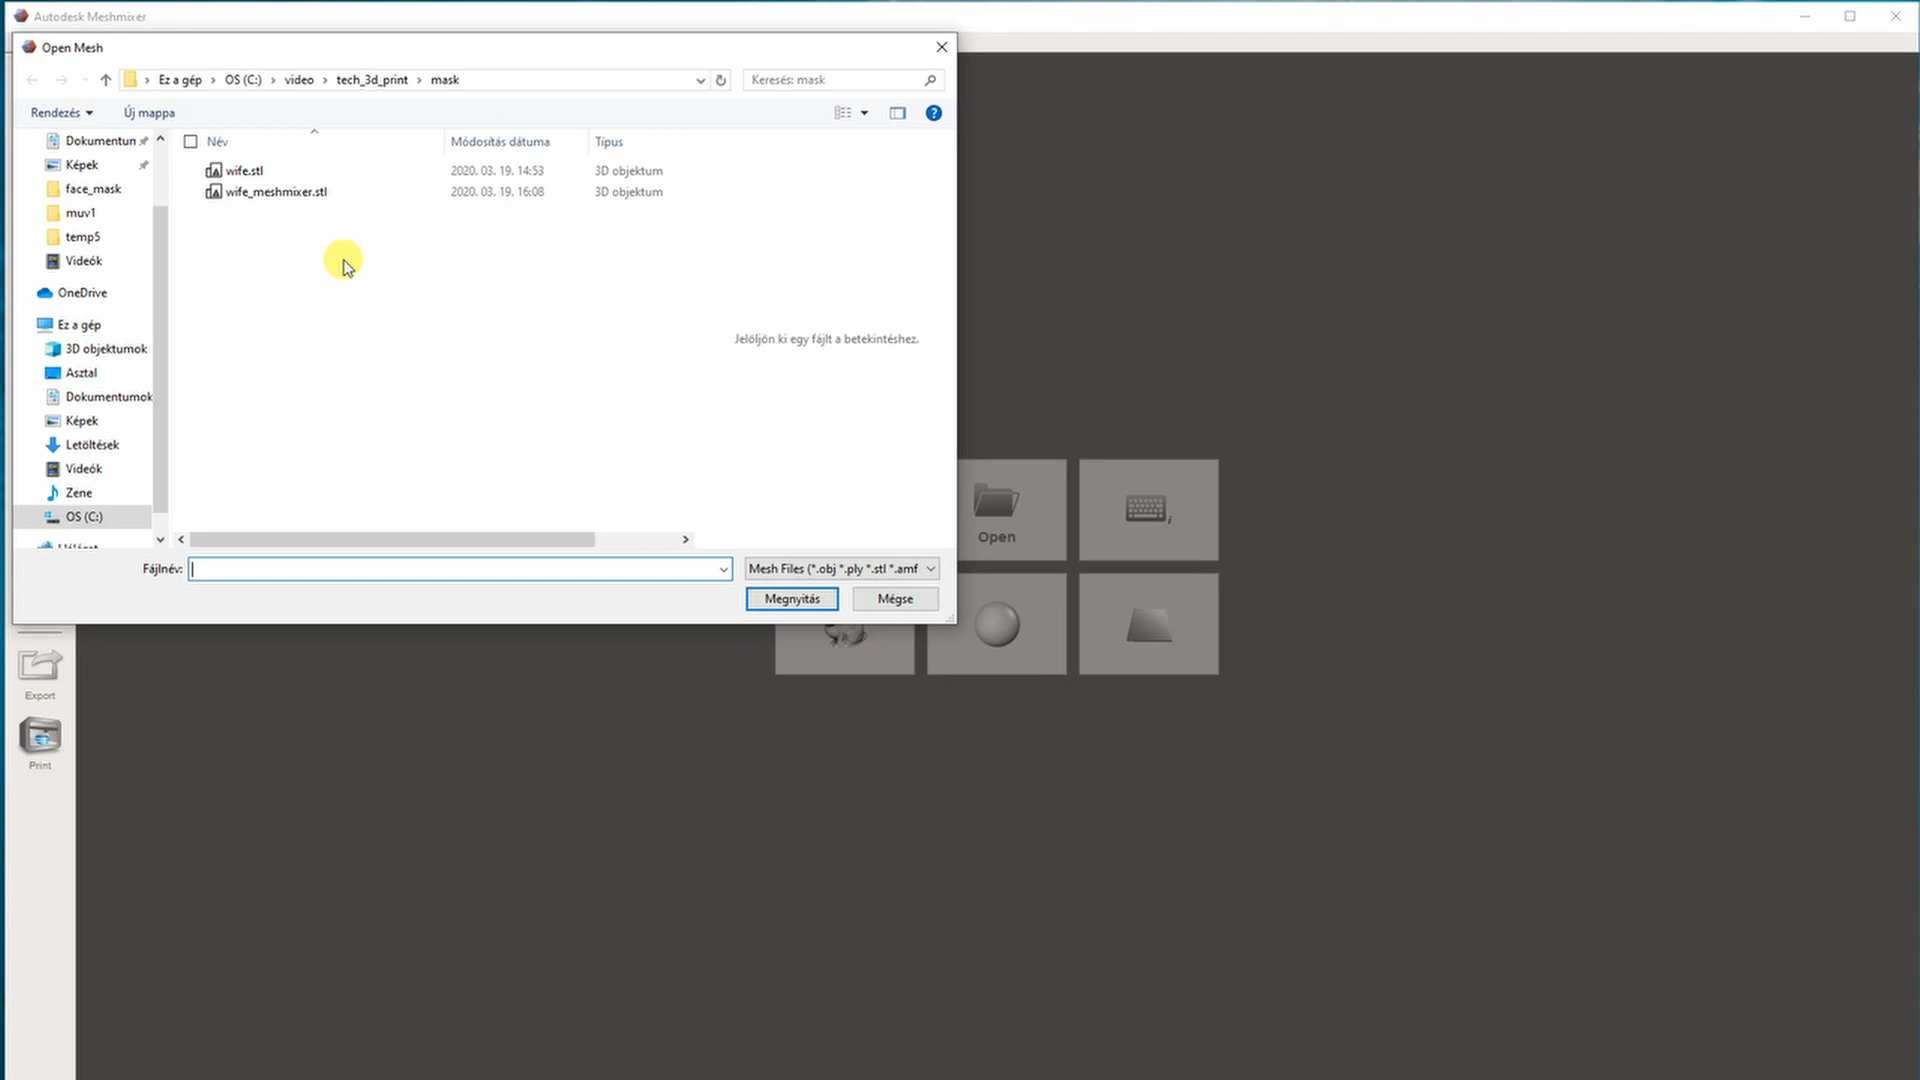 Autodesk Meshmixer
Open Mesh
Ez a gép > OS (C:) > video > tech_3d_print > mask
Keresés: mask
Rendezés
Új mappa
Dokumentun
Képek
face_mask
muv1
temp5
Videók
OneDrive
Ez a gép
3D objektumok
Asztal
Dokumentumok
Képek
Letöltések
Videók
Zene
OS (C:)
Név Módosítás dátuma Típus
wife.stl 2020. 03. 19. 14:53 3D objektum
wife_meshmixer.stl 2020. 03. 19. 16:08 3D objektum
Jelöljön ki egy fájlt a betekintéshez.
Fájlnév:
Mesh Files (*.obj *.ply *.stl *.amf
Megnyitás
Mégse
Open
Export
Print